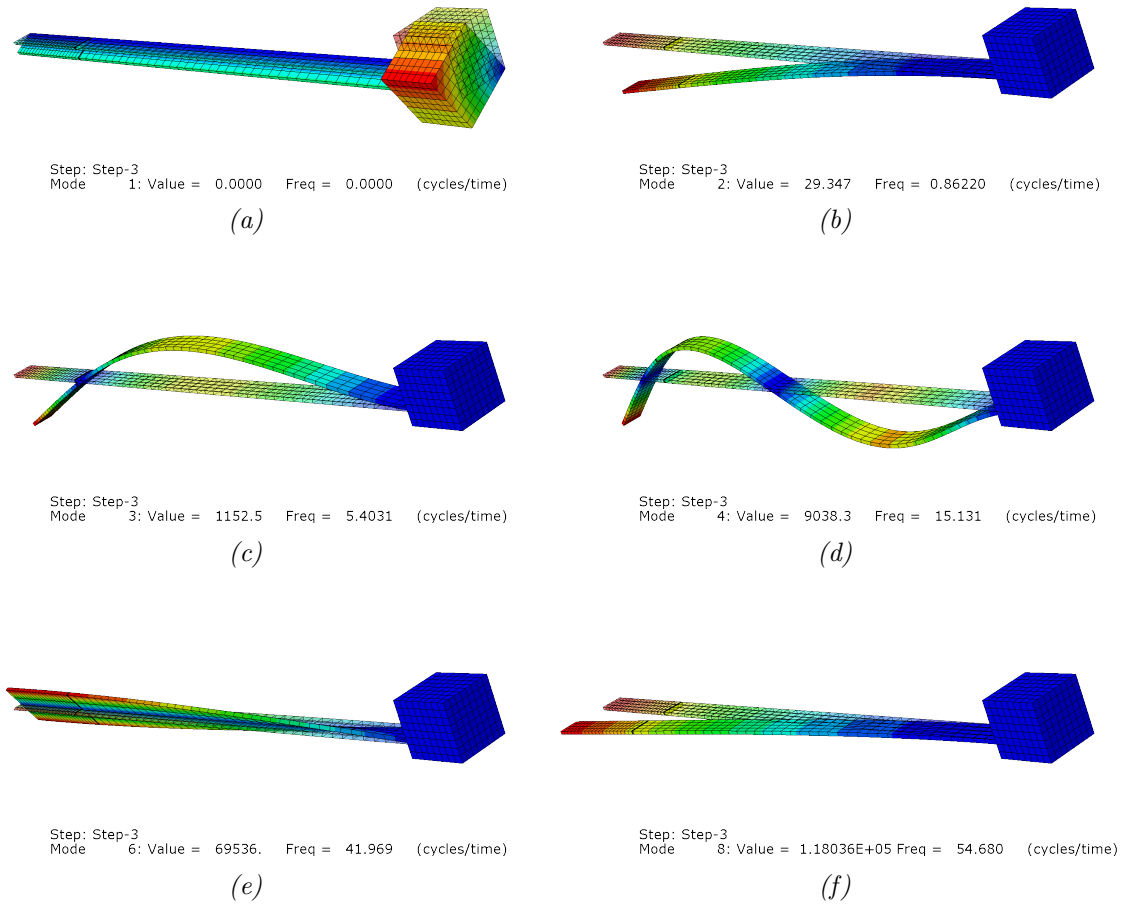 Step: Step-3
Mode 1: Value = 0.0000 Freq = 0.0000 (cycles/time)
(a)
Step: Step-3
Mode 2: Value = 29.347 Freq = 0.86220 (cycles/time)
(b)
Step: Step-3
Mode 3: Value = 1152.5 Freq = 5.4031 (cycles/time)
(c)
Step: Step-3
Mode 4: Value = 9038.3 Freq = 15.131 (cycles/time)
(d)
Step: Step-3
Mode 6: Value = 69536. Freq = 41.969 (cycles/time)
(e)
Step: Step-3
Mode 8: Value = 1.18036E+05 Freq = 54.680 (cycles/time)
(f)